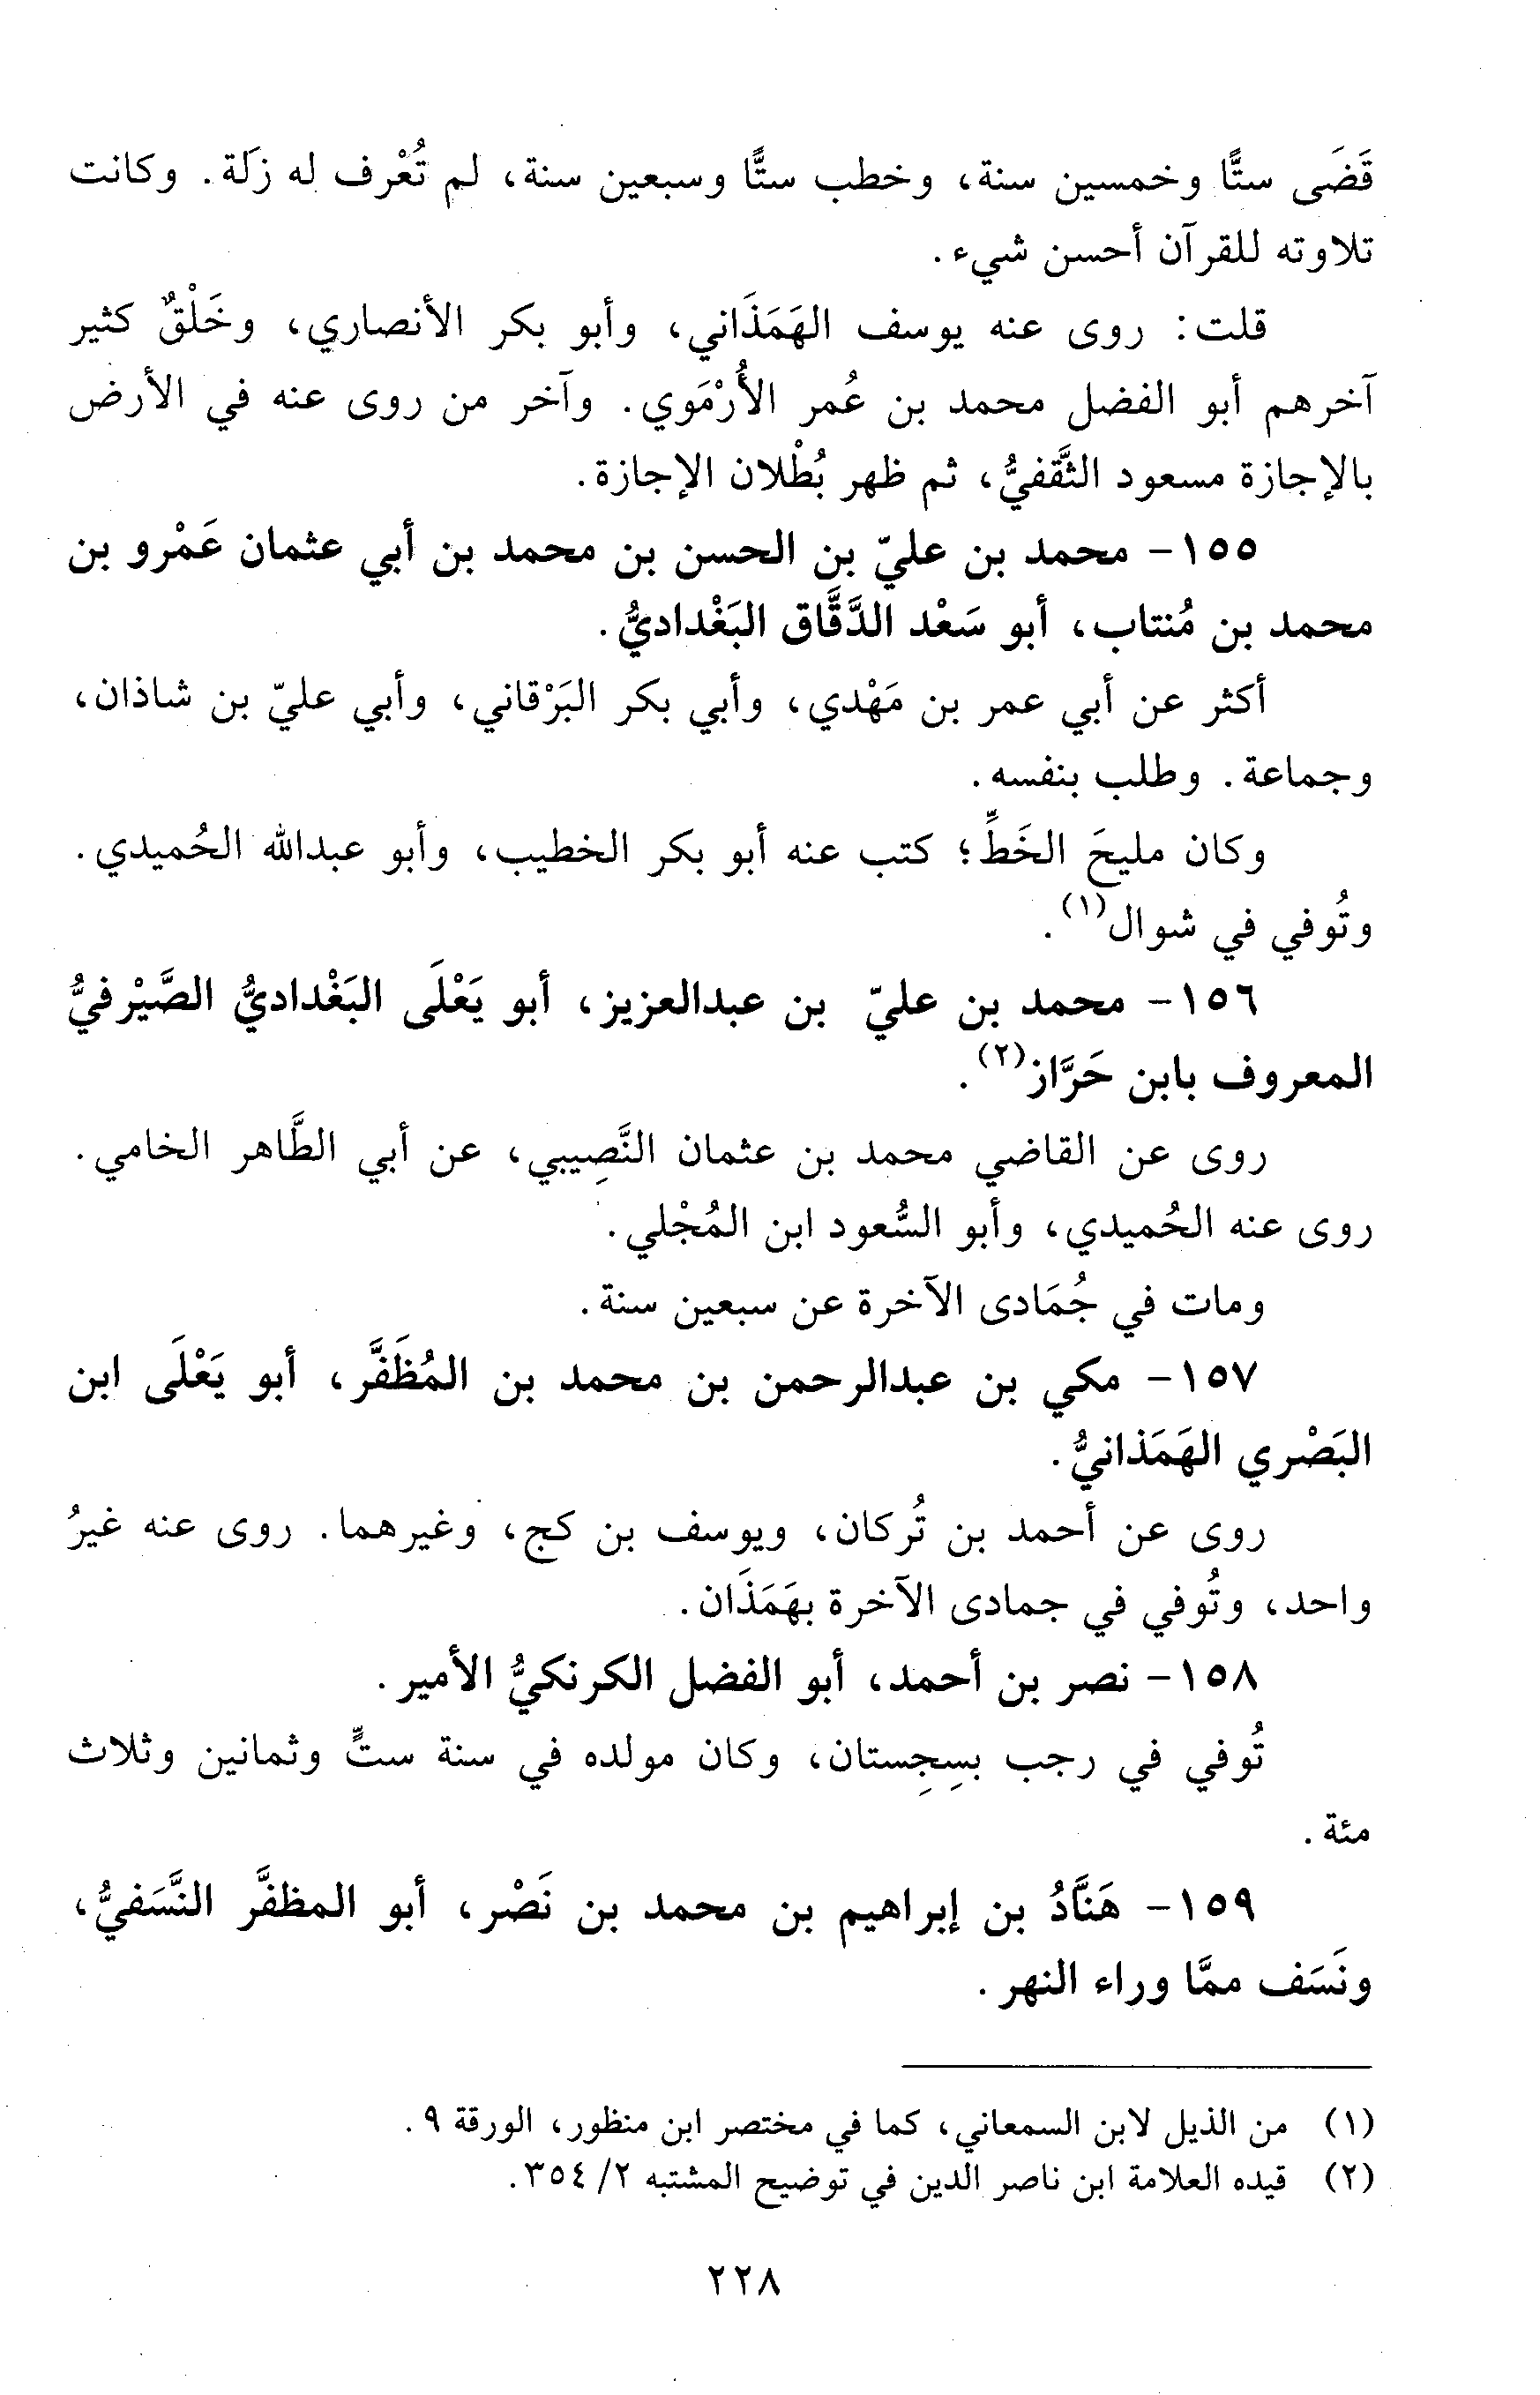 قَضَى ستًّا وخمسين سنة، وخطب ستًّا وسبعين سنة، لم تُعْرف له زلَة. وكانت
تلاوته للقرآن أحسن شيء.
قلت: روى عنه يوسف الهَمَذَاني، وأبو بكر الأنصاري، وخَلْقٌ كثير
آخرهم أبو الفضل محمد بن عُمر الأُرْمَوي. وآخر من روى عنه في الأرض
بالإجازة مسعود الثَّقفيُّ، ثم ظهر بُطْلان الإجازة.
١٥٥- محمد بن عليّ بن الحسن بن محمد بن أبي عثمان عَمْرو بن
محمد بن مُنتاب، أبو سَعْد الدَّقَّاق البَغْداديُّ.
أكثر عن أبي عمر بن مَهْدي، وأبي بكر البَرْقاني، وأبي عليّ بن شاذان،
وجماعة. وطلب بنفسه.
وكان مليحَ الخَطِّ؛ كتب عنه أبو بكر الخطيب، وأبو عبدالله الحُميدي.
وتُوفي في شوال(١).
١٥٦- محمد بن عليّ بن عبدالعزيز، أبو يَعْلَى البَغْداديُّ الصَّيْرفيُّ
المعروف بابن حَرَّاز(٢).
روى عن القاضي محمد بن عثمان النَّصِيبي، عن أبي الطَّاهر الخامي.
روى عنه الحُميدي، وأبو السُّعود ابن المُجْلي.
ومات في جُمَادى الآخرة عن سبعين سنة.
١٥٧- مكي بن عبدالرحمن بن محمد بن المُظَفَّر، أبو يَعْلَى ابن
البَصْري الهَمَذانيُّ.
روى عن أحمد بن تُركان، ويوسف بن كج، وغيرهما. روى عنه غيرُ
واحد، وتُوفي في جمادى الآخرة بهَمَذَان.
١٥٨- نصر بن أحمد، أبو الفضل الكرنكيُّ الأمير.
تُوفي في رجب بسِجِستان، وكان مولده في سنة ستٍّ وثمانين وثلاث
مئة.
١٥٩- هَنَّادُ بن إبراهيم بن محمد بن نَصْر، أبو المظفَّر النَّسَفيُّ،
ونَسَف ممَّا وراء النهر.
(١) من الذيل لابن السمعاني، كما في مختصر ابن منظور، الورقة ٩.
(٢) قيده العلامة ابن ناصر الدين في توضيح المشتبه ٢/ ٣٥٤.
٢٢٨